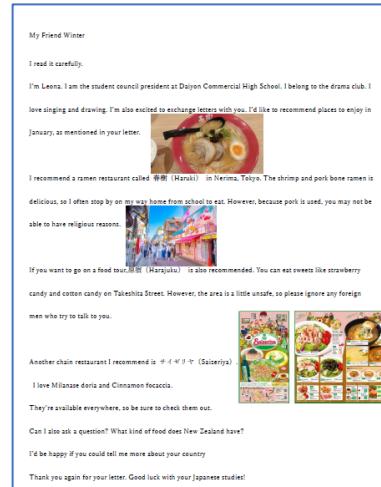 My Friend Winter
I read it carefully.
I'm Leona. I am the student council president at Daiyon Commercial High School. I belong to the drama club. I
love singing and drawing. I'm also excited to exchange letters with you. I'd like to recommend places to enjoy in
January, as mentioned in your letter.
I recommend a ramen restaurant called 春樹 (Haruki) in Nerima, Tokyo. The shrimp and pork bone ramen is
delicious, so I often stop by on my way home from school to eat. However, because pork is used, you may not be
able to have religious reasons.
If you want to go on a food tour,原宿 (Harajuku) is also recommended. You can eat sweets like strawberry
candy and cotton candy on Takeshita Street. However, the area is a little unsafe, so please ignore any foreign
men who try to talk to you.
Another chain restaurant I recommend is サイゼリヤ (Saiseriya) .
I love Milanase doria and Cinnamon focaccia.
They're available everywhere, so be sure to check them out.
Can I also ask a question? What kind of food does New Zealand have?
I'd be happy if you could tell me more about your country
Thank you again for your letter. Good luck with your Japanese studies!
Saizeriya